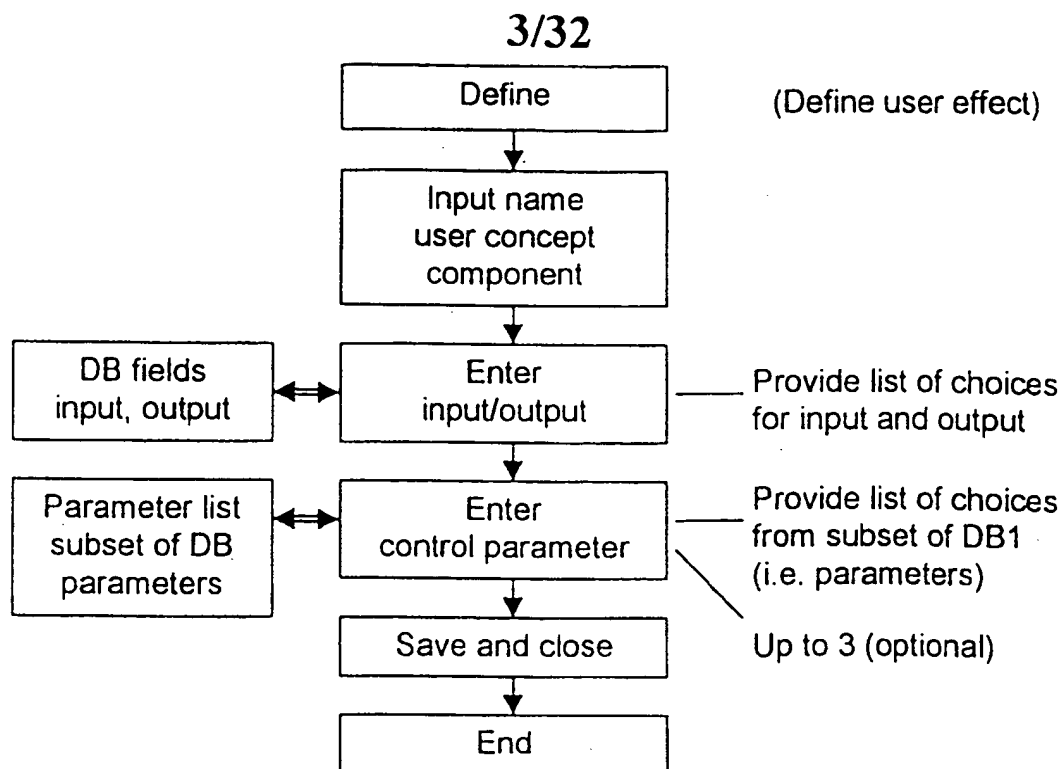 3/32
Define
(Define user effect)
Input name
user concept
component
DB fields
input, output
Enter
input/output
Provide list of choices
for input and output
Parameter list
subset of DB
parameters
Enter
control parameter
Provide list of choices
from subset of DB1
(i.e. parameters)
Up to 3 (optional)
Save and close
End